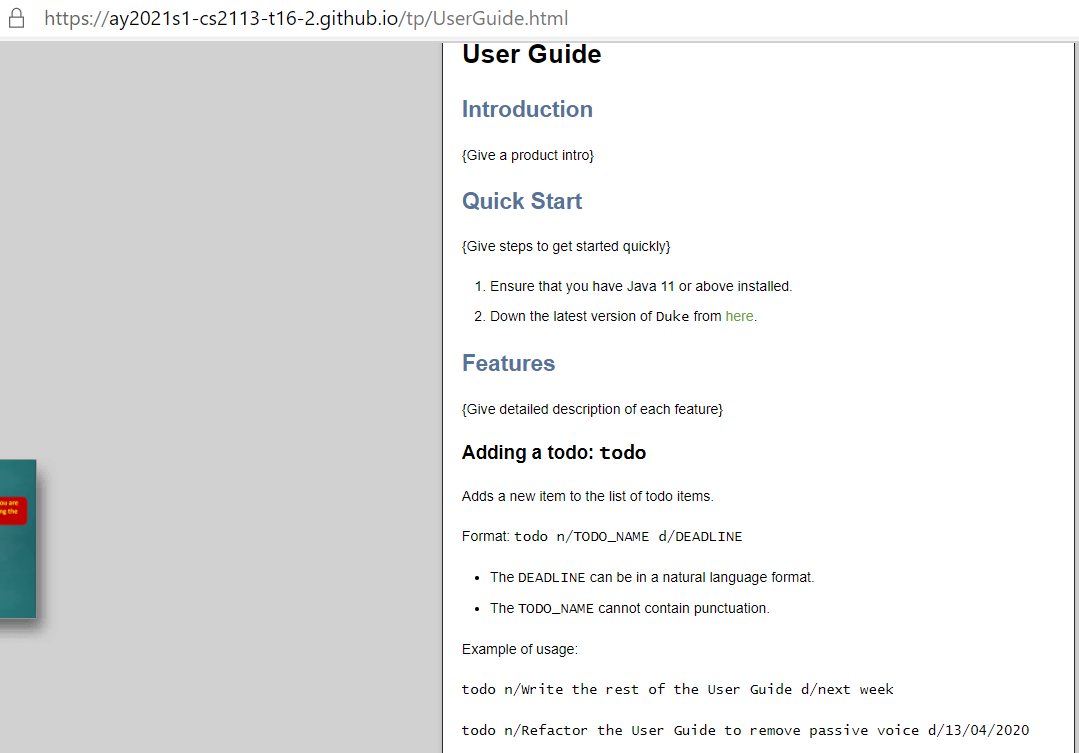 https://ay2021s1-cs2113-t16-2.github.io/tp/UserGuide.html
User Guide
Introduction
{Give a product intro}
Quick Start
{Give steps to get started quickly}
1. Ensure that you have Java 11 or above installed.
2. Down the latest version of Duke from here.
Features
{Give detailed description of each feature}
Adding a todo: todo
Adds a new item to the list of todo items.
Format: todo n/TODO_NAME d/DEADLINE
• The DEADLINE can be in a natural language format.
• The TODO_NAME cannot contain punctuation.
Example of usage:
todo n/Write the rest of the User Guide d/next week
todo n/Refactor the User Guide to remove passive voice d/13/04/2020
ou are
ng the